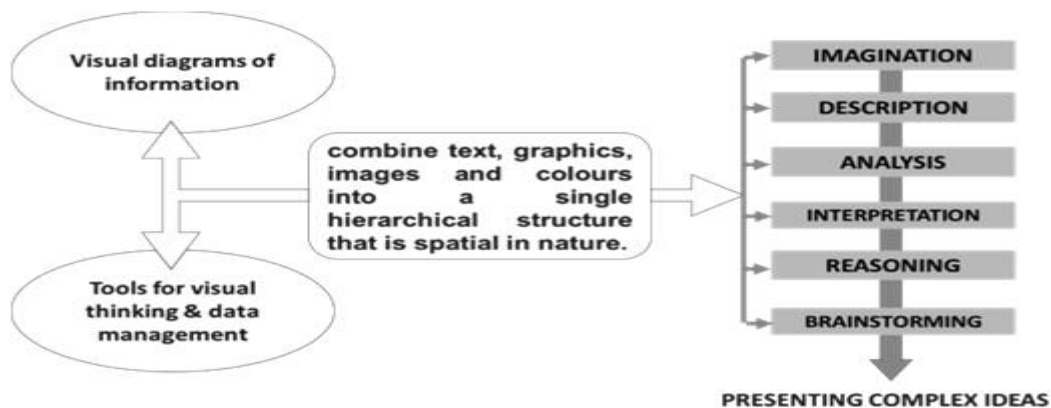 Visual diagrams of
information
Tools for visual
thinking & data
management
combine text, graphics,
images and colours
into a single
hierarchical structure
that is spatial in nature.
IMAGINATION
DESCRIPTION
ANALYSIS
INTERPRETATION
REASONING
BRAINSTORMING
PRESENTING COMPLEX IDEAS